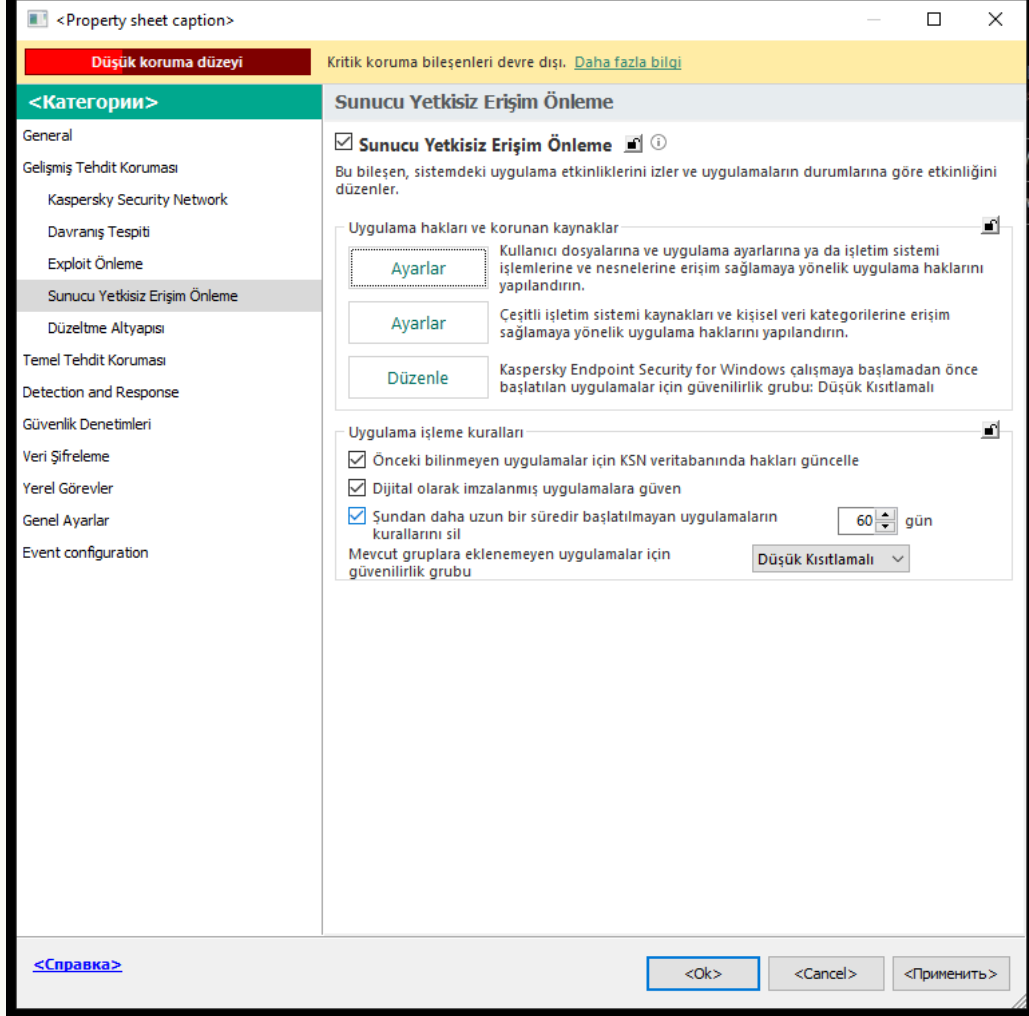 <Property sheet caption>
Düşük koruma düzeyi
Kritik koruma bileşenleri devre dışı. Daha fazla bilgi
<Категории>
General
Gelişmiş Tehdit Koruması
Kaspersky Security Network
Davranış Tespiti
Exploit Önleme
Sunucu Yetkisiz Erişim Önleme
Düzeltme Altyapısı
Temel Tehdit Koruması
Detection and Response
Güvenlik Denetimleri
Veri Şifreleme
Yerel Görevler
Genel Ayarlar
Event configuration
Sunucu Yetkisiz Erişim Önleme
Sunucu Yetkisiz Erişim Önleme
Bu bileşen, sistemdeki uygulama etkinliklerini izler ve uygulamaların durumlarına göre etkinliğini
düzenler.
Uygulama hakları ve korunan kaynaklar
Ayarlar
Kullanıcı dosyalarına ve uygulama ayarlarına ya da işletim sistemi
işlemlerine ve nesnelerine erişim sağlamaya yönelik uygulama haklarını
yapılandırın.
Ayarlar
Çeşitli işletim sistemi kaynakları ve kişisel veri kategorilerine erişim
sağlamaya yönelik uygulama haklarını yapılandırın.
Düzenle
Kaspersky Endpoint Security for Windows çalışmaya başlamadan önce
başlatılan uygulamalar için güvenilirlik grubu: Düşük Kısıtlamalı
Uygulama işleme kuralları
Önceki bilinmeyen uygulamalar için KSN veritabanında hakları güncelle
Dijital olarak imzalanmış uygulamalara güven
Şundan daha uzun bir süredir başlatılmayan uygulamaların
kurallarını sil
60 gün
Mevcut gruplara eklenemeyen uygulamalar için
güvenilirlik grubu
Düşük Kısıtlamalı
<Справка>
<Ok>
<Cancel>
<Применить>